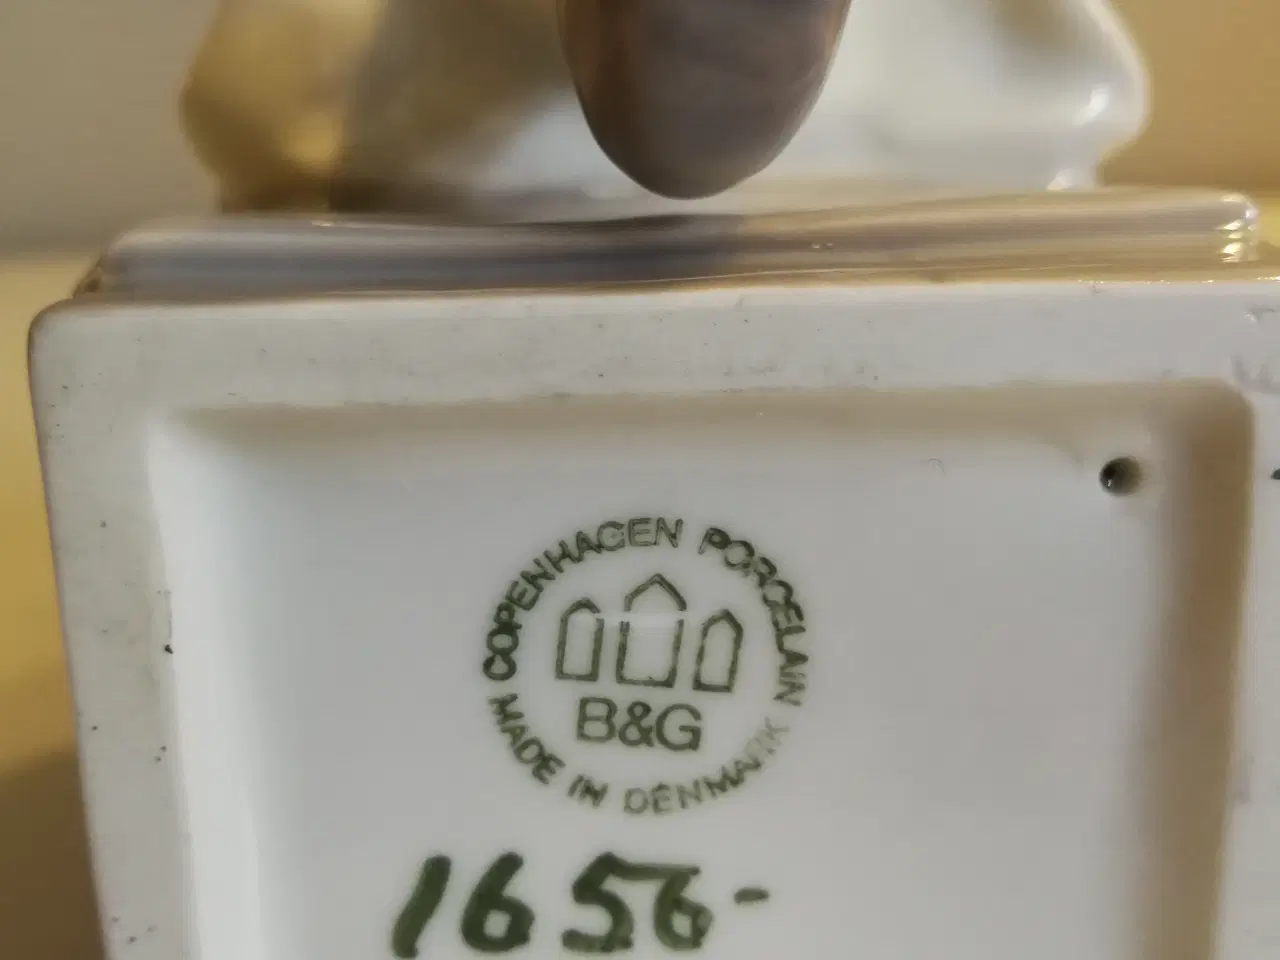 COPENHAGEN PORCELAIN
B&G
MADE IN DENMARK
1656-